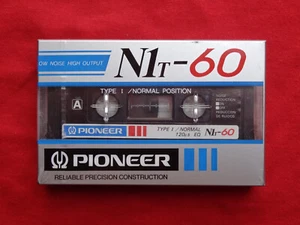 LOW NOISE HIGH OUTPUT
N1T-60
TYPE I /NORMAL POSITION
A
PIONEER
TYPE I /NORMAL
120µs EQ
N1T-60
PIONEER
RELIABLE PRECISION CONSTRUCTION